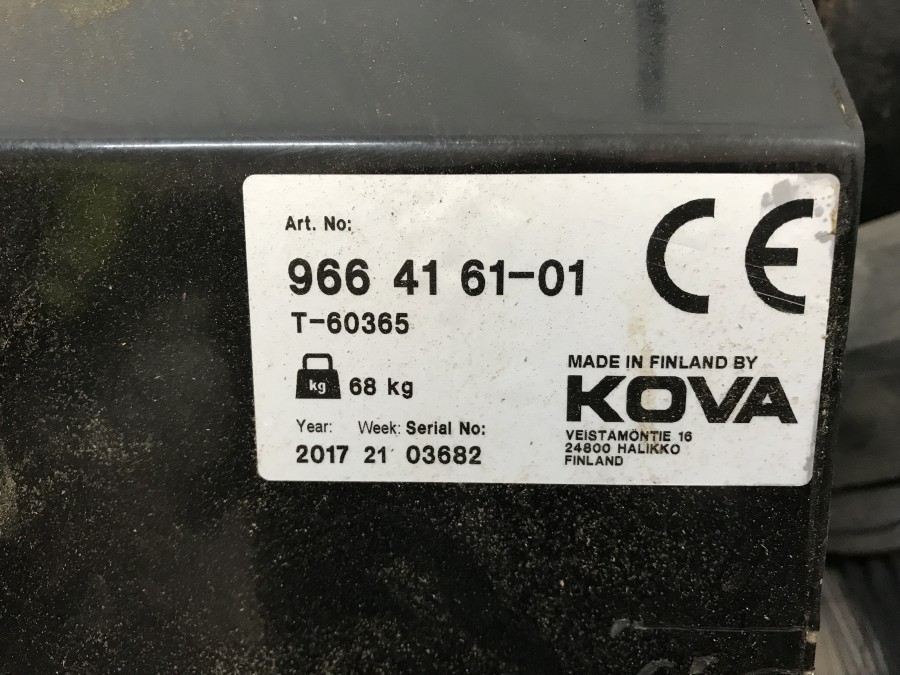 Art. No:
966 41 61-01
T-60365
kg 68 kg
Year: Week: Serial No:
2017 21 03682
CE
MADE IN FINLAND BY
KOVA
VEISTAMÖNTIE 16
24800 HALIKKO
FINLAND